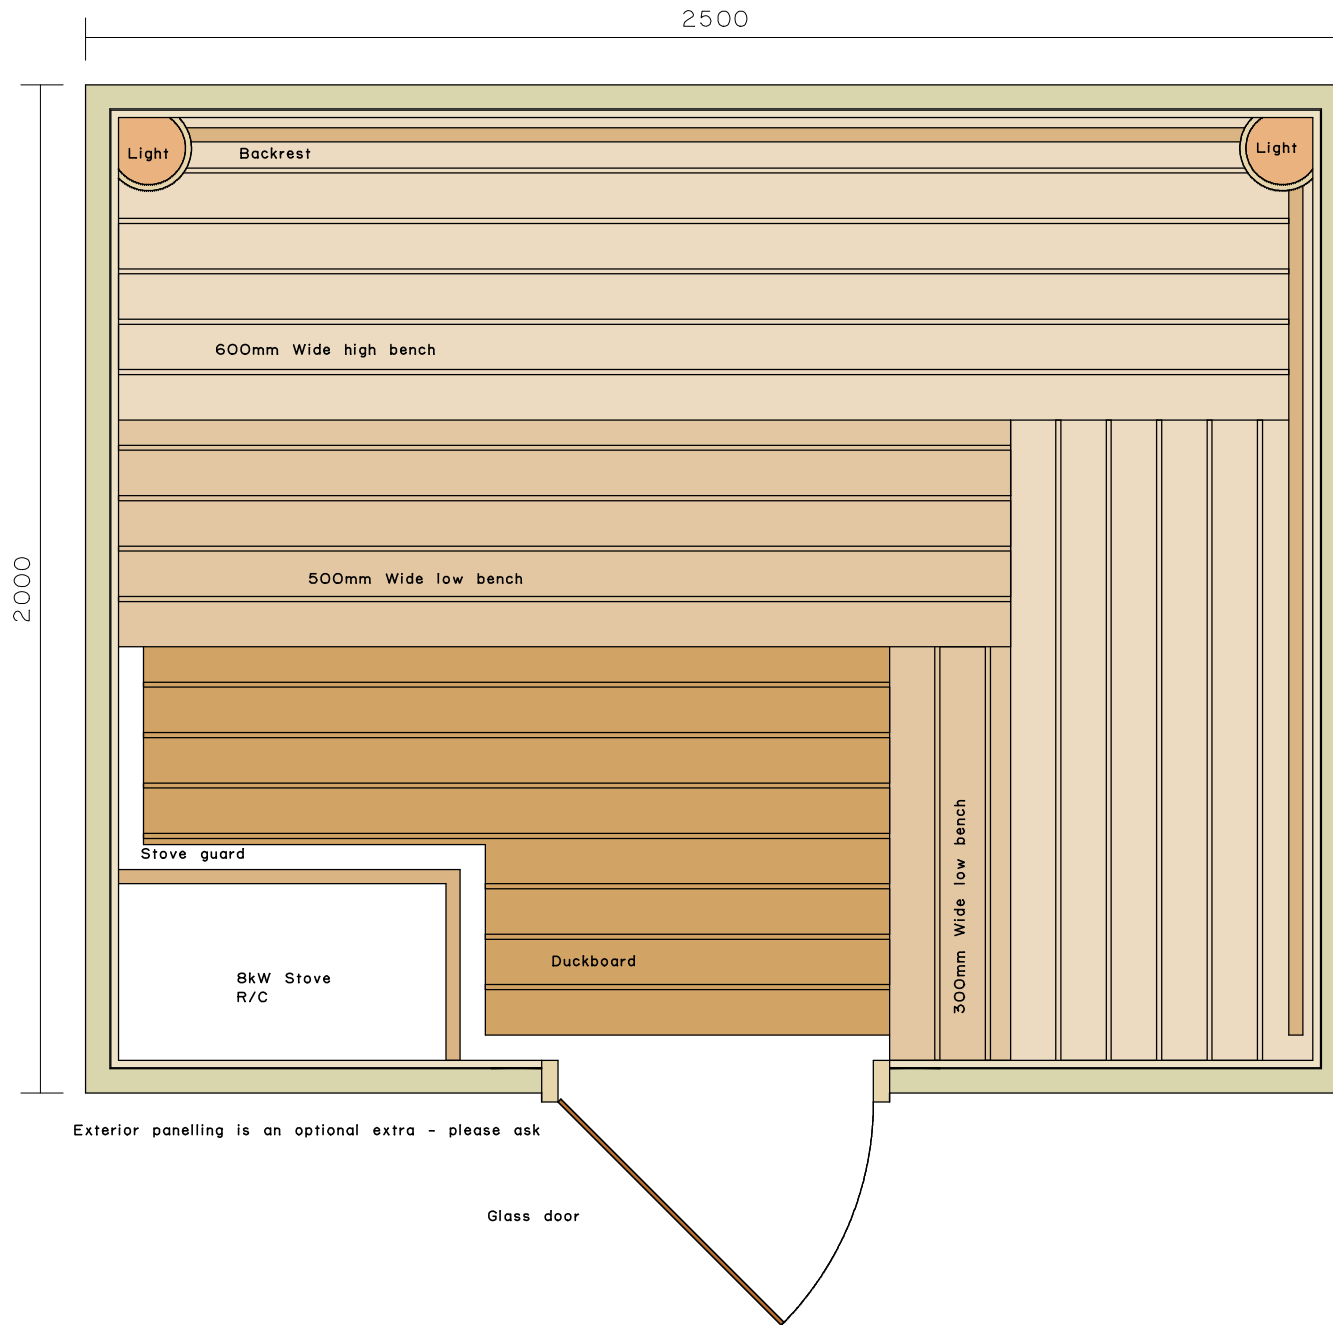 2500
Light
Backrest
Light
600mm Wide high bench
2000
500mm Wide low bench
300mm Wide low bench
Stove guard
Duckboard
8kW Stove
R/C
Exterior panelling is an optional extra - please ask
Glass door